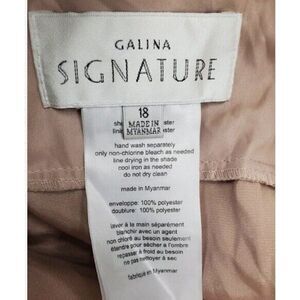 GALINA
SIGNATURE
18
MADE IN
MYANMAR
hand wash separately
only non-chlorine bleach as needed
line drying in the shade
cool iron as needed
do not dry clean
made in Myanmar
enveloppe: 100% polyester
doublure: 100% polyester
laver à la main séparément
blanchir avec un agent
non chloré au besoin seulement
étendre pour sécher à l'ombre
repasser à froid au besoin
ne pas nettoyer à sec
fabriqué en Myanmar